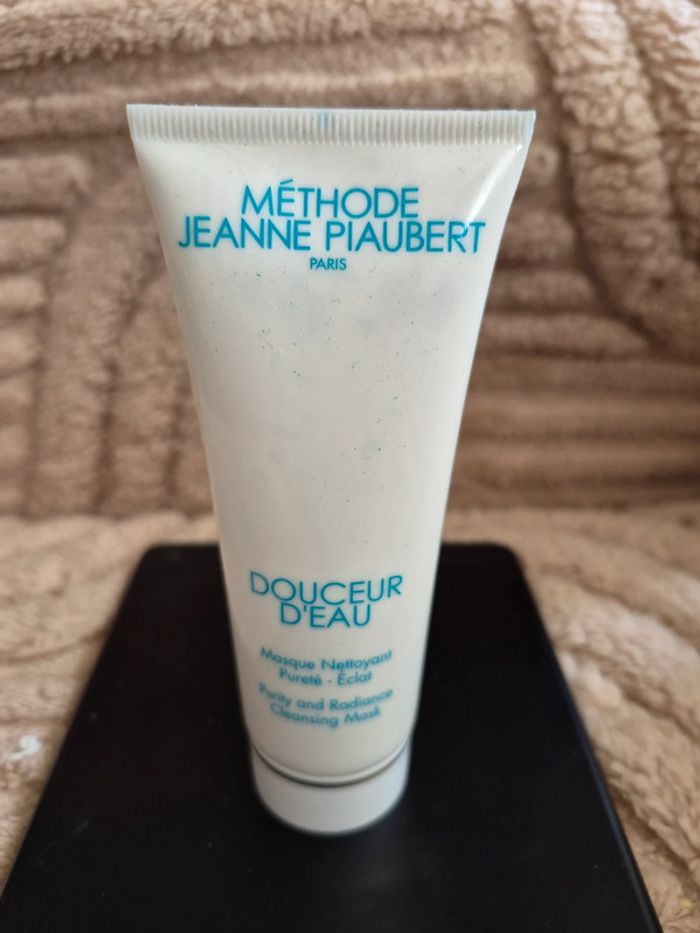 MÉTHODE
JEANNE PIAUBERT
PARIS
DOUCEUR
D'EAU
Masque Nettoyant
Pureté - Éclat
Purity and Radiance
Cleansing Mask